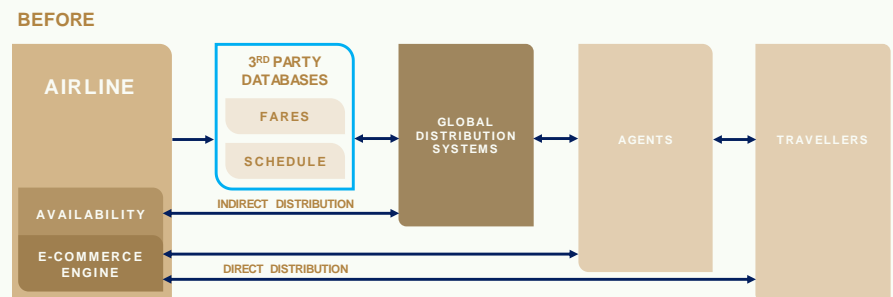 BEFORE
AIRLINE
3RD PARTY
DATABASES
FARES
SCHEDULE
GLOBAL
DISTRIBUTION
SYSTEMS
AGENTS
TRAVELLERS
AVAILABILITY
INDIRECT DISTRIBUTION
E-COMMERCE
ENGINE
DIRECT DISTRIBUTION